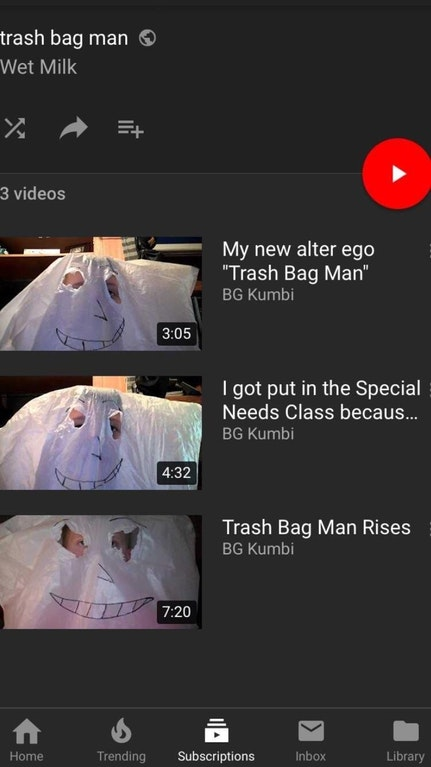 trash bag man
Wet Milk
3 videos
My new alter ego
"Trash Bag Man"
BG Kumbi
3:05
I got put in the Special
Needs Class becaus...
BG Kumbi
4:32
Trash Bag Man Rises
BG Kumbi
7:20
Home
Trending
Subscriptions
Inbox
Library